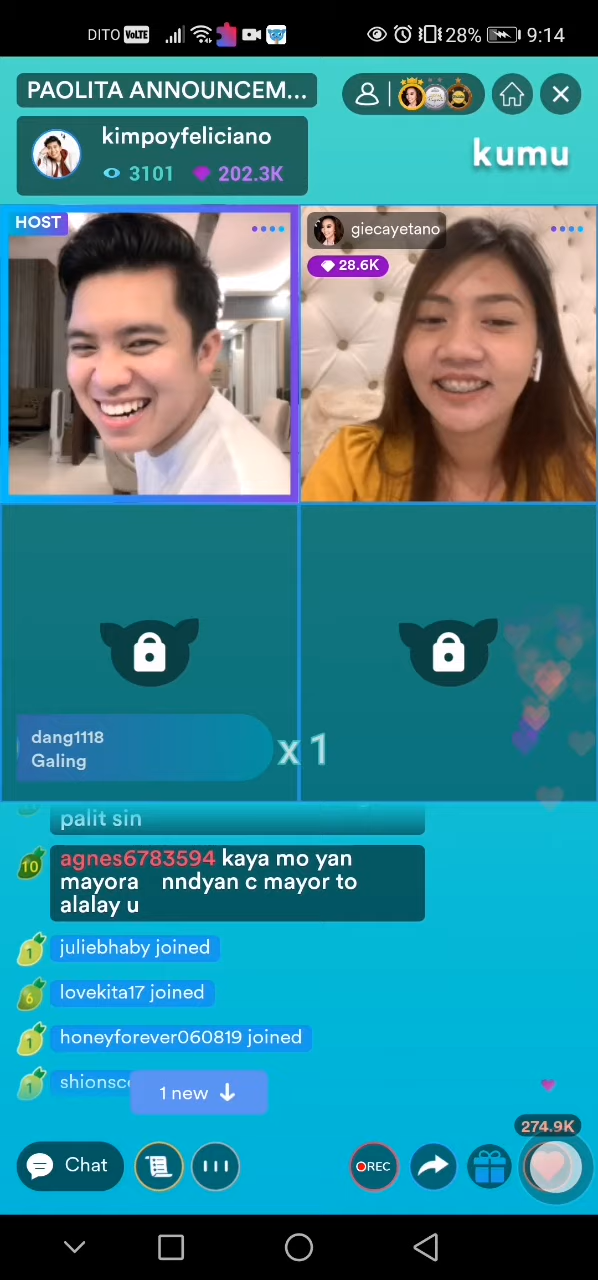 DITO VoLTE 28% 9:14
PAOLITA ANNOUNCEM...
kimpoyfeliciano
3101 202.3K
kumu
HOST
giecayetano
28.6K
dang1118
Galing
x 1
palit sin
10
agnes6783594 kaya mo yan
mayora nndyan c mayor to
alalay u
1 juliebhaby joined
6 lovekita17 joined
1 honeyforever060819 joined
1 shionsc
1 new
274.9K
Chat
REC